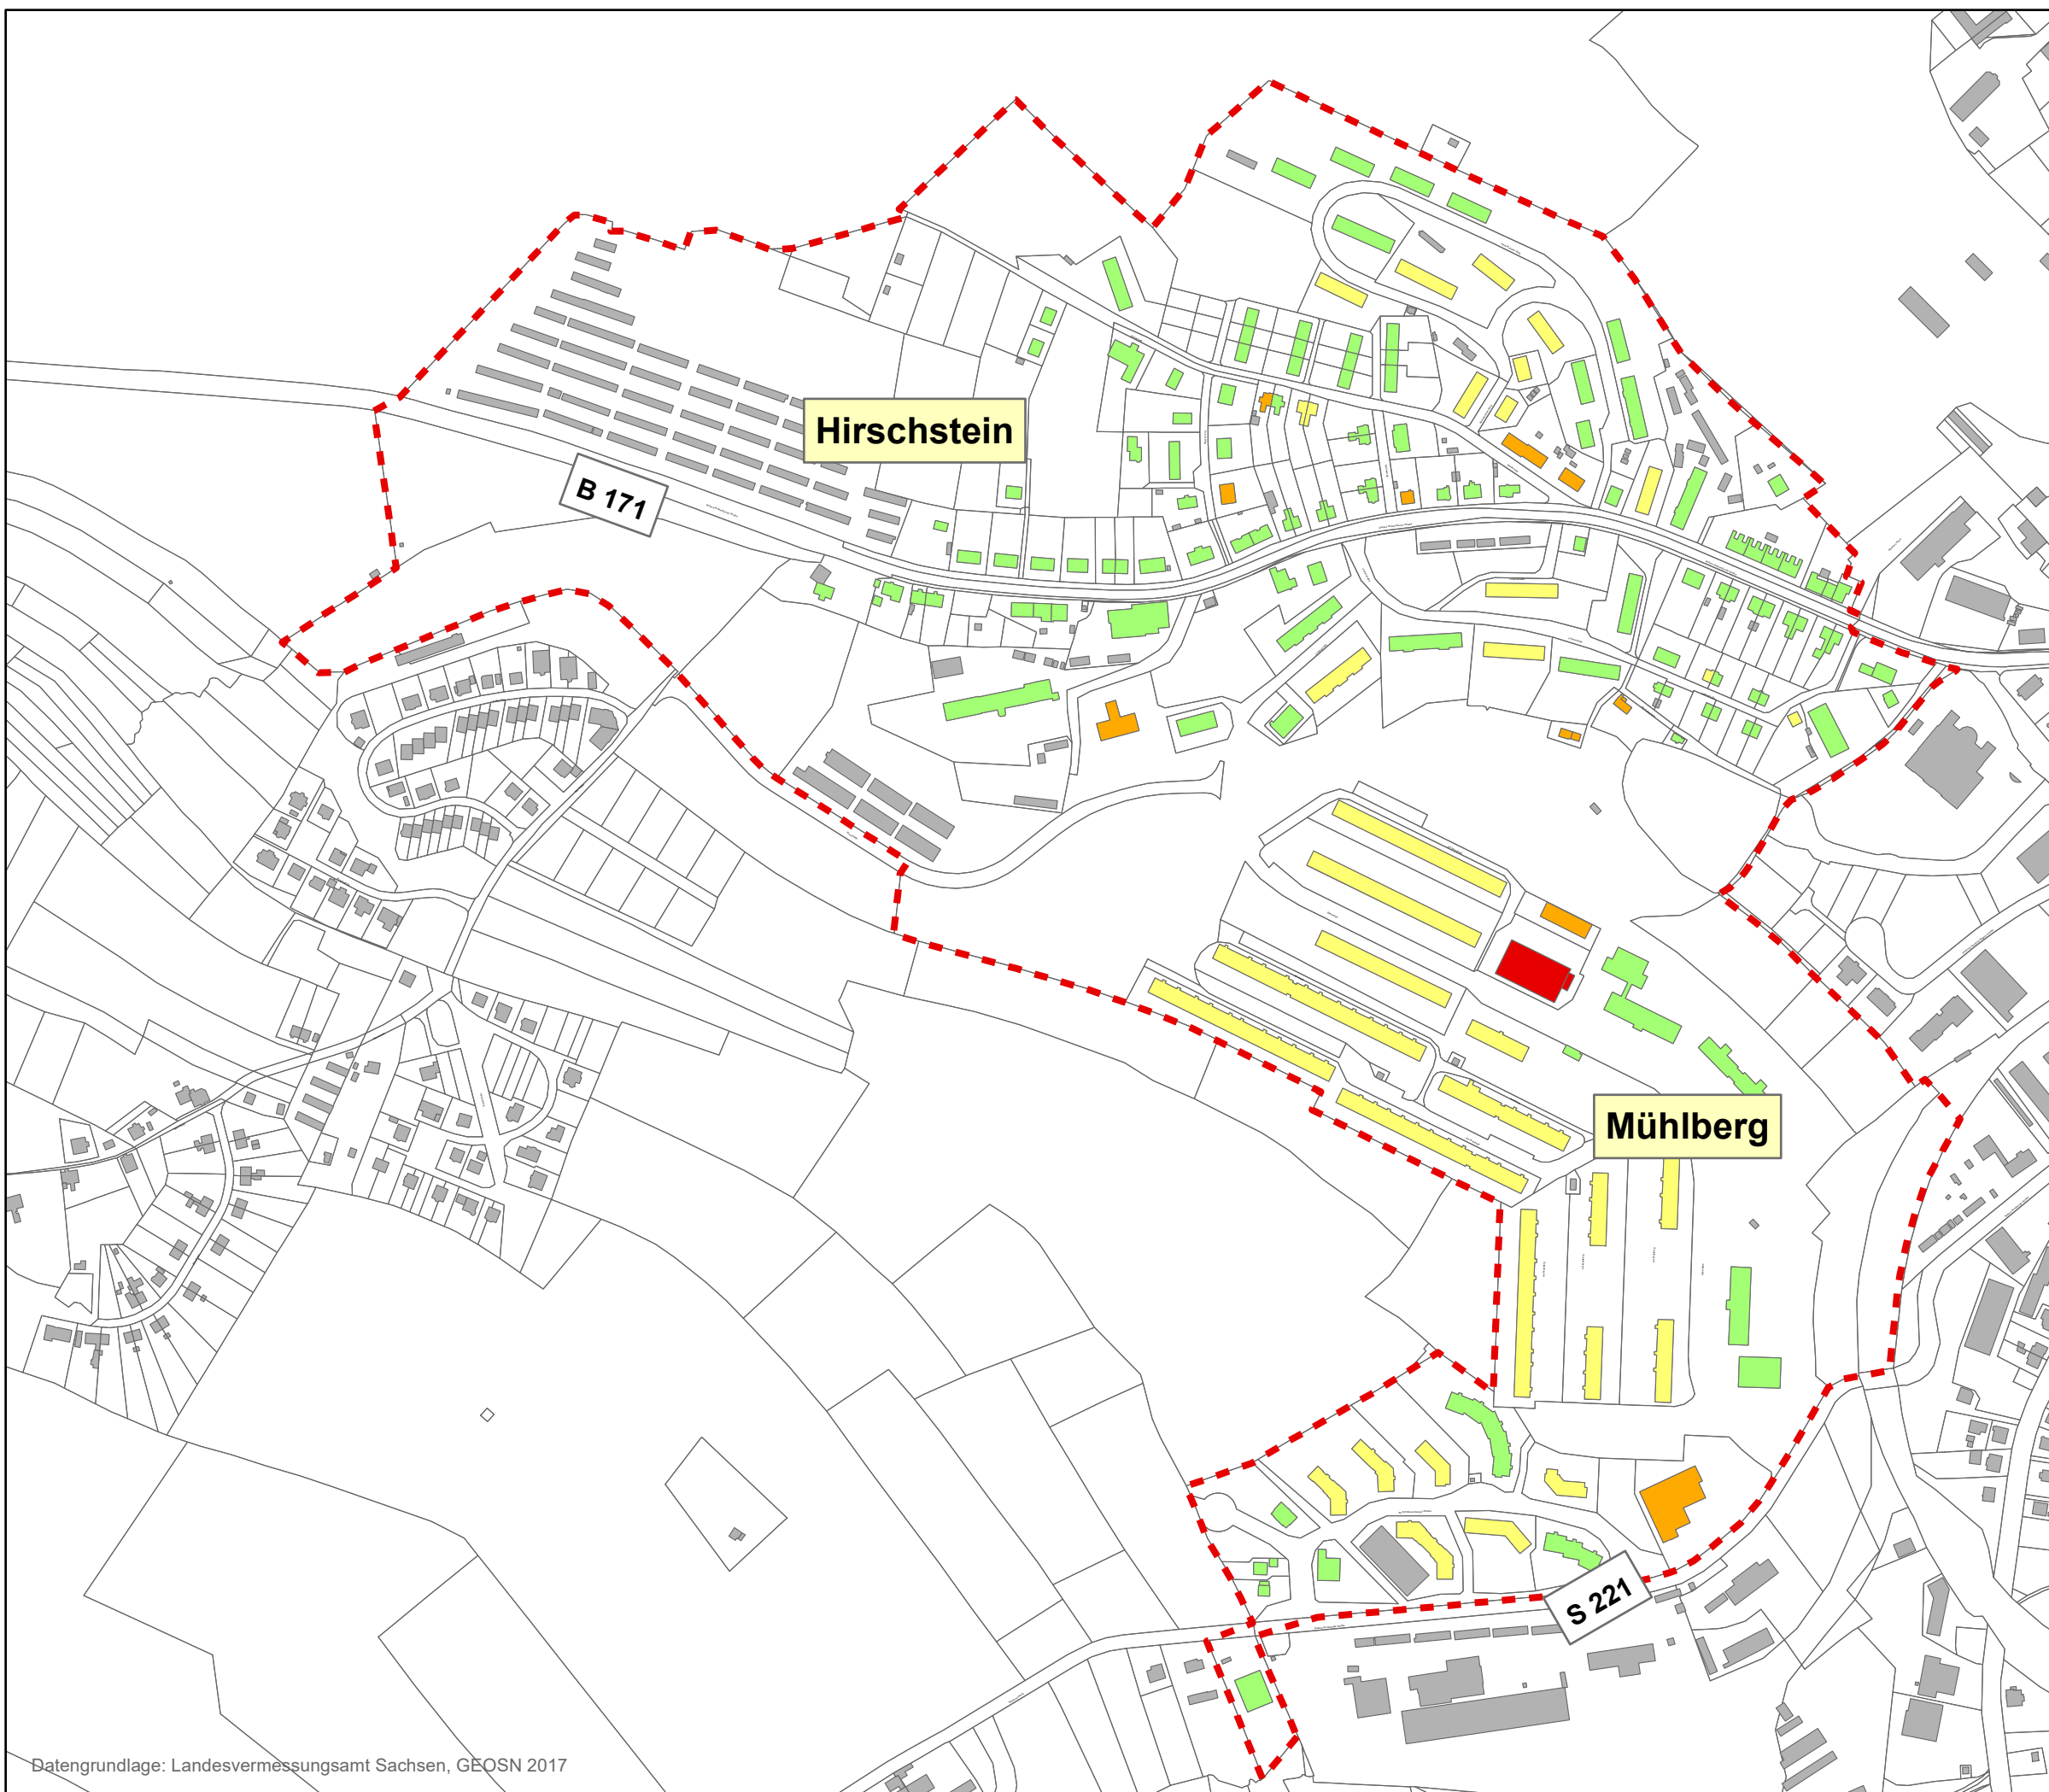 Hirschstein
B 171
Mühlberg
S 221
Datengrundlage: Landesvermessungsamt Sachsen, GEOSN 2017